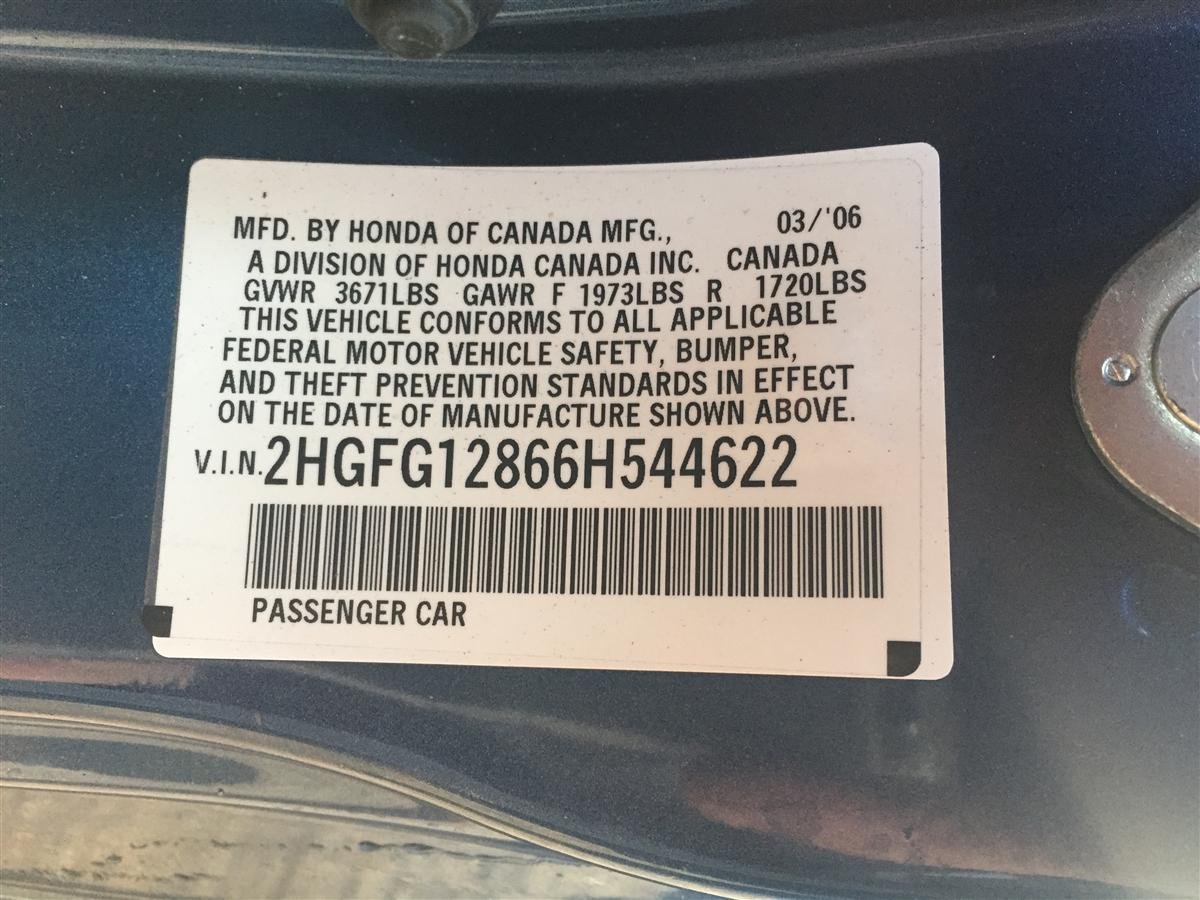 MFD. BY HONDA OF CANADA MFG., 03/'06
A DIVISION OF HONDA CANADA INC. CANADA
GVWR 3671LBS GAWR F 1973LBS R 1720LBS
THIS VEHICLE CONFORMS TO ALL APPLICABLE
FEDERAL MOTOR VEHICLE SAFETY, BUMPER,
AND THEFT PREVENTION STANDARDS IN EFFECT
ON THE DATE OF MANUFACTURE SHOWN ABOVE.
V.I.N. 2HGFG12866H544622
PASSENGER CAR